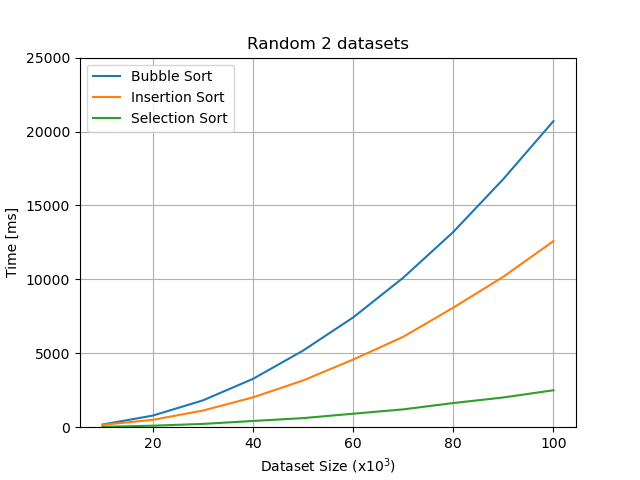 Random 2 datasets
25000
20000
15000
10000
5000
0
Time [ms]
Bubble Sort
Insertion Sort
Selection Sort
20 40 60 80 100
Dataset Size (x10³)